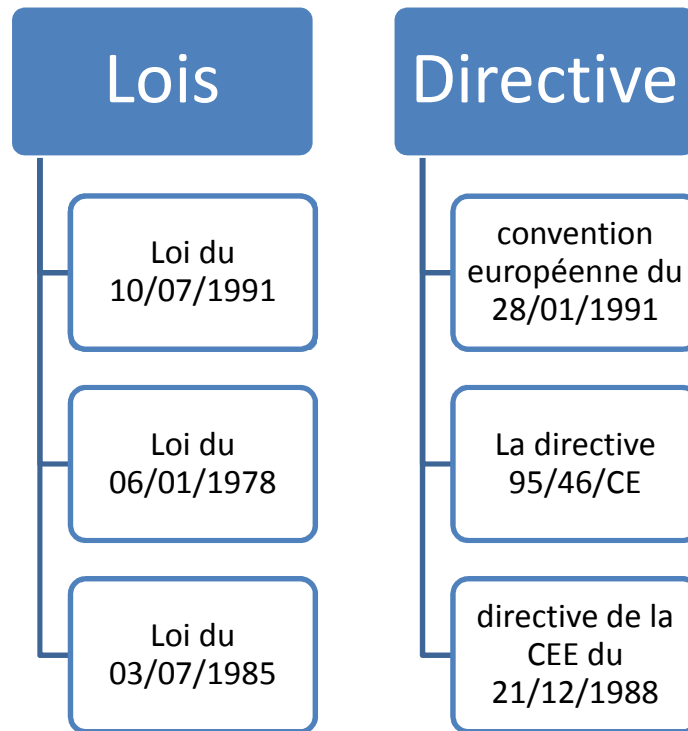 Lois
Loi du
10/07/1991
Loi du
06/01/1978
Loi du
03/07/1985
Directive
convention
européenne du
28/01/1991
La directive
95/46/CE
directive de la
CEE du
21/12/1988